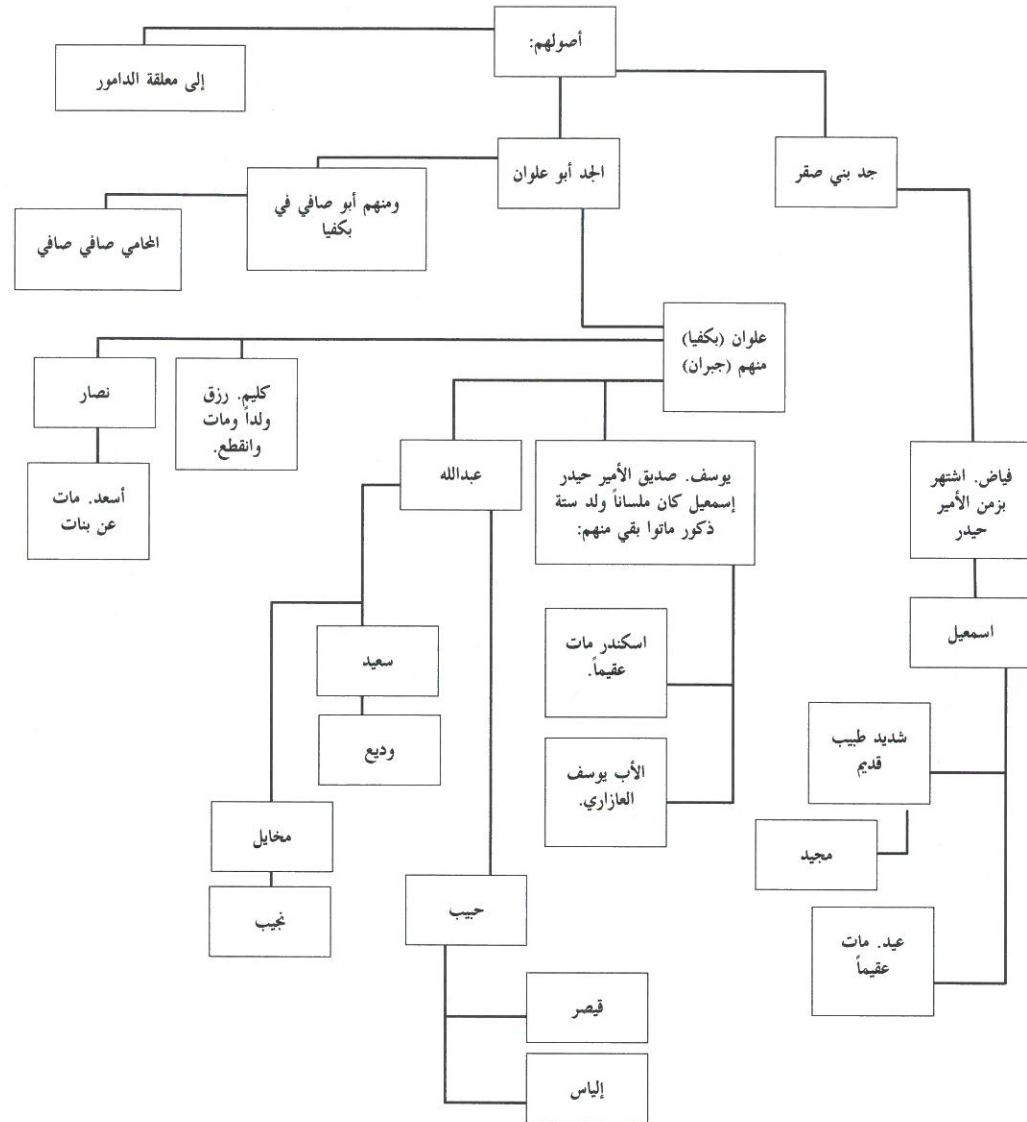 أصولهم:
إلى معلقة الدامور
جد بني صقر
الجد أبو علوان
ومنهم أبو صافي في
بكفيا
المحامي صافي صافي
علوان (بكفيا)
منهم (جبران)
نصار
كليم. رزق
ولداً ومات
وانقطع.
عبدالله
يوسف. صديق الأمير حيدر
إسمعيل كان ملساناً ولد ستة
ذكور ماتوا بقي منهم:
فياض. اشتهر
بزمن الأمير
حيدر
أسعد. مات
عن بنات
اسمعيل
اسكندر مات
عقيماً.
سعيد
شديد طبيب
قديم
وديع
الأب يوسف
العازاري.
مخايل
مجيد
نجيب
حبيب
عيد. مات
عقيماً
قيصر
إلياس